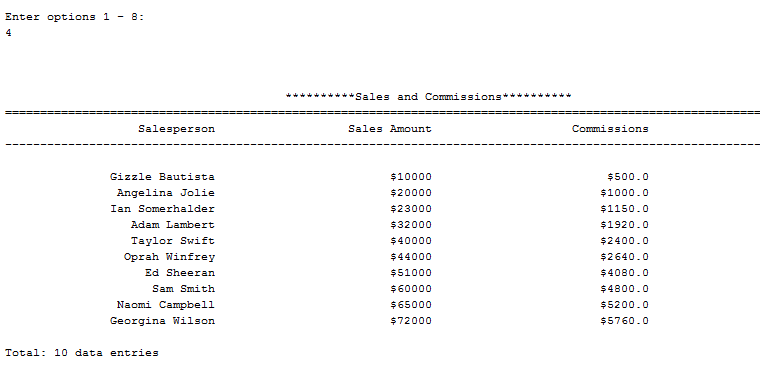 Enter options 1 - 8:
4
**********Sales and Commissions**********
Salesperson Sales Amount Commissions
Gizzle Bautista $10000 $500.0
Angelina Jolie $20000 $1000.0
Ian Somerhalder $23000 $1150.0
Adam Lambert $32000 $1920.0
Taylor Swift $40000 $2400.0
Oprah Winfrey $44000 $2640.0
Ed Sheeran $51000 $4080.0
Sam Smith $60000 $4800.0
Naomi Campbell $65000 $5200.0
Georgina Wilson $72000 $5760.0
Total: 10 data entries